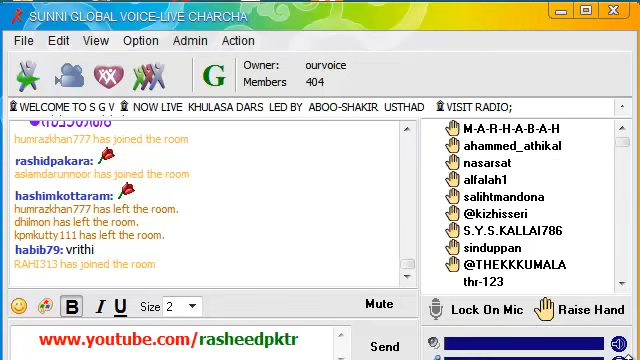 SUNNI GLOBAL VOICE-LIVE CHARCHA
File Edit View Option Admin Action
G
Owner: ourvoice
Members 404
WELCOME TO S G V NOW LIVE KHULASA DARS LED BY ABOO-SHAKIR USTHAD VISIT RADIO;
humrazkhan777 has joined the room
rashidpakara:
aslamdarunnoor has joined the room
hashimkottaram:
humrazkhan777 has left the room.
dhilmon has left the room.
kpmkutty111 has left the room.
habib79: vrithi
RAHI313 has joined the room
M-A-R-H-A-B-A-H
ahammed_athikal
nasarsat
alfalah1
salihtmandona
@kizhisseri
S.Y.S.KALLAI786
sinduppan
@THEKKKUMALA
thr-123
B I U Size 2 Mute
Lock On Mic Raise Hand
www.youtube.com/rasheedpktr
Send